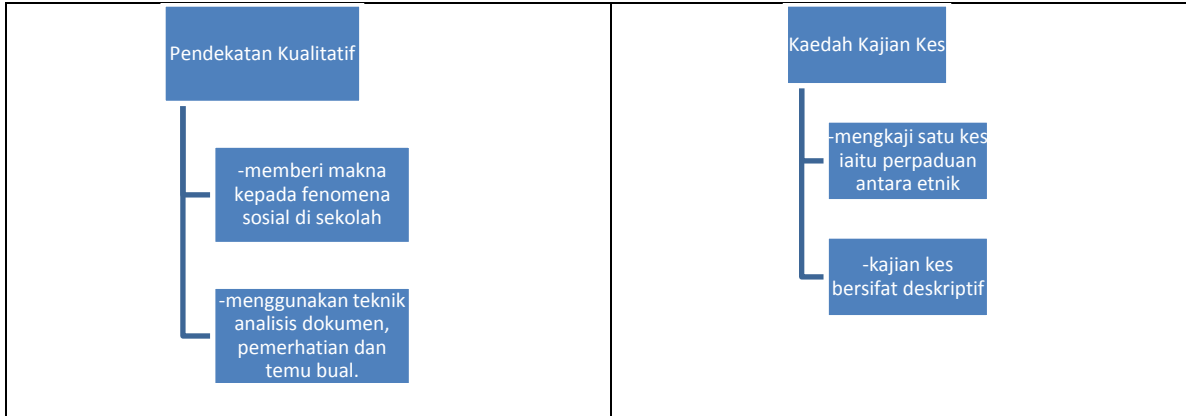 Pendekatan Kualitatif
-memberi makna
kepada fenomena
sosial di sekolah
-menggunakan teknik
analisis dokumen,
pemerhatian dan
temu bual.
Kaedah Kajian Kes
-mengkaji satu kes
iaitu perpaduan
antara etnik
-kajian kes
bersifat deskriptif